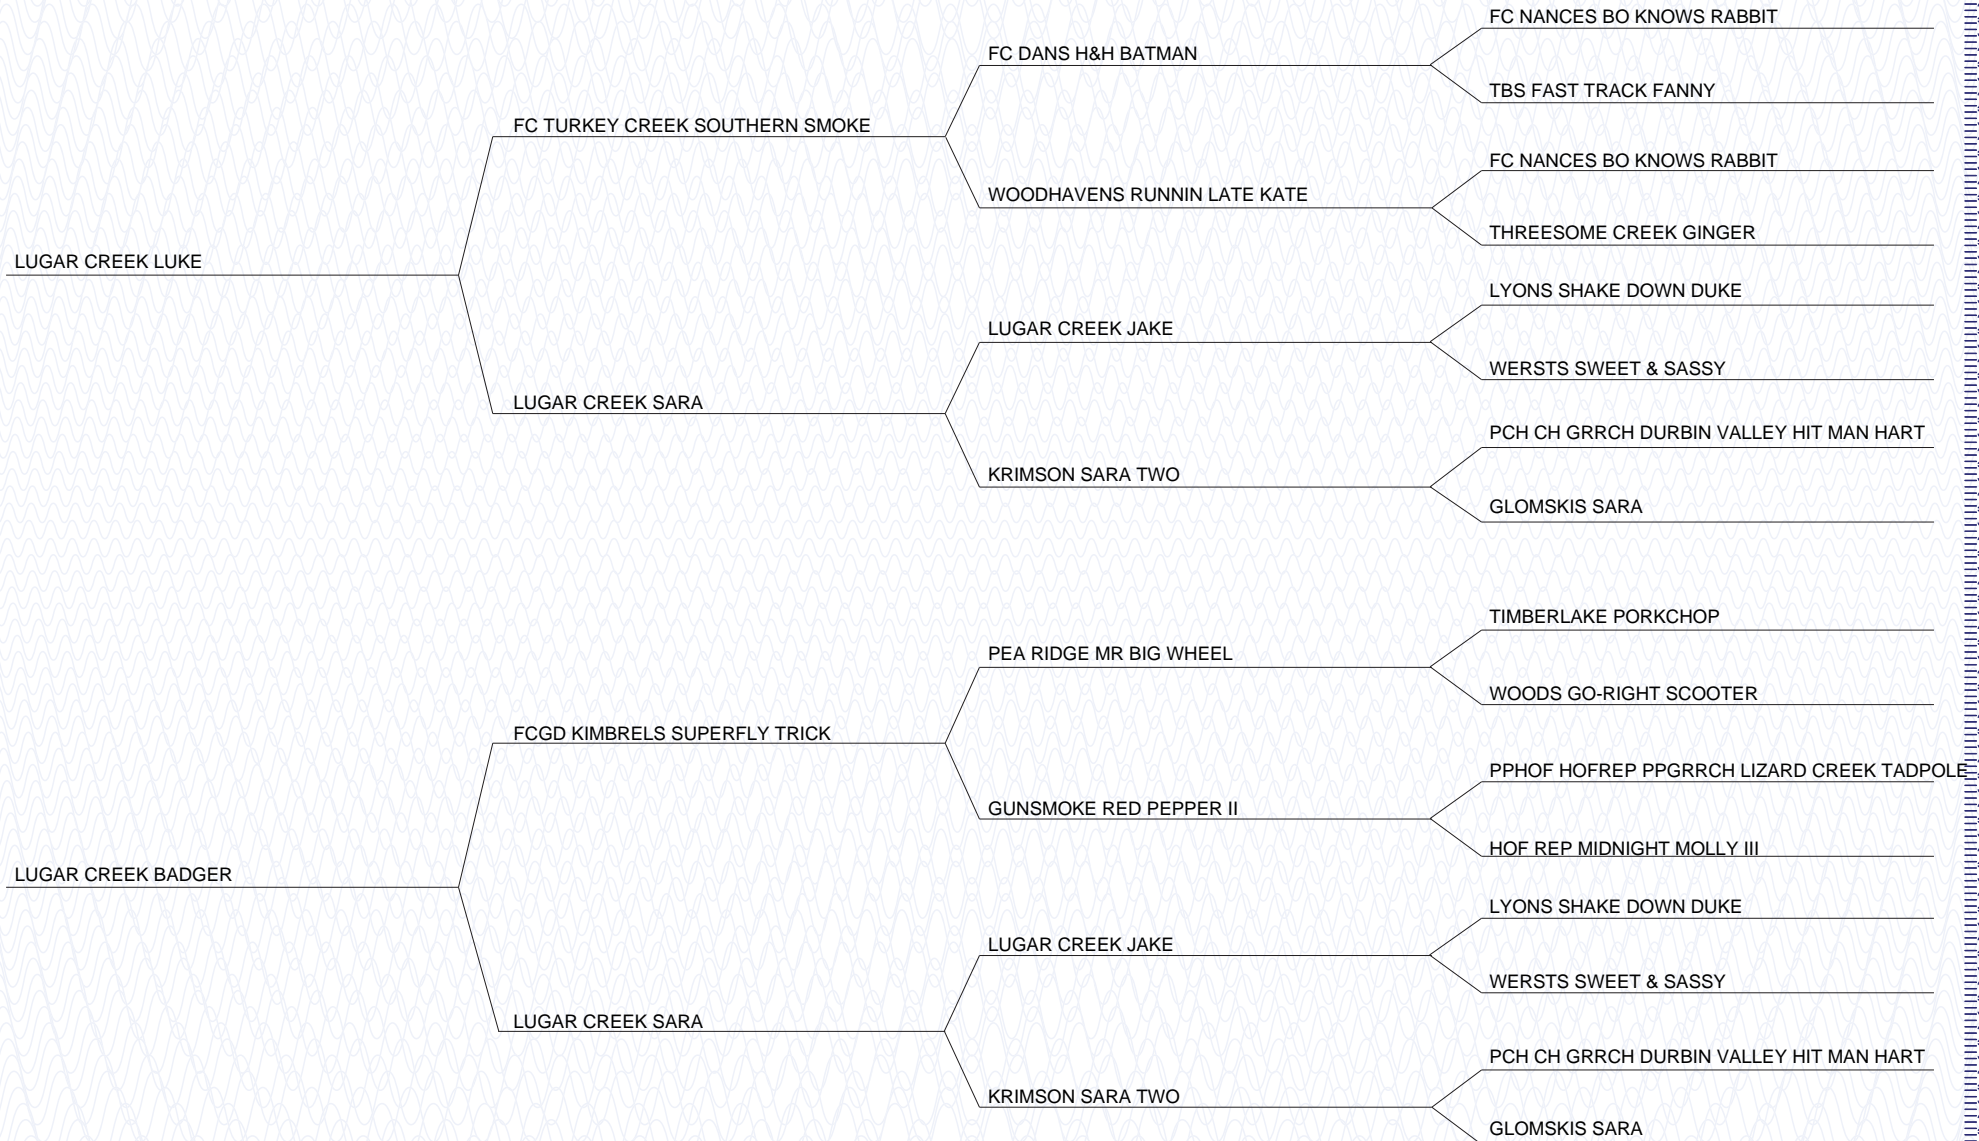 FC NANCES BO KNOWS RABBIT
FC DANS H&H BATMAN
TBS FAST TRACK FANNY
FC TURKEY CREEK SOUTHERN SMOKE
FC NANCES BO KNOWS RABBIT
WOODHAVENS RUNNIN LATE KATE
THREESOME CREEK GINGER
LUGAR CREEK LUKE
LYONS SHAKE DOWN DUKE
LUGAR CREEK JAKE
WERSTS SWEET & SASSY
LUGAR CREEK SARA
PCH CH GRRCH DURBIN VALLEY HIT MAN HART
KRIMSON SARA TWO
GLOMSKIS SARA
TIMBERLAKE PORKCHOP
PEA RIDGE MR BIG WHEEL
WOODS GO-RIGHT SCOOTER
FCGD KIMBRELS SUPERFLY TRICK
PPHOF HOFREP PPGRRCH LIZARD CREEK TADPOLE
GUNSMOKE RED PEPPER II
HOF REP MIDNIGHT MOLLY III
LUGAR CREEK BADGER
LYONS SHAKE DOWN DUKE
LUGAR CREEK JAKE
WERSTS SWEET & SASSY
LUGAR CREEK SARA
PCH CH GRRCH DURBIN VALLEY HIT MAN HART
KRIMSON SARA TWO
GLOMSKIS SARA